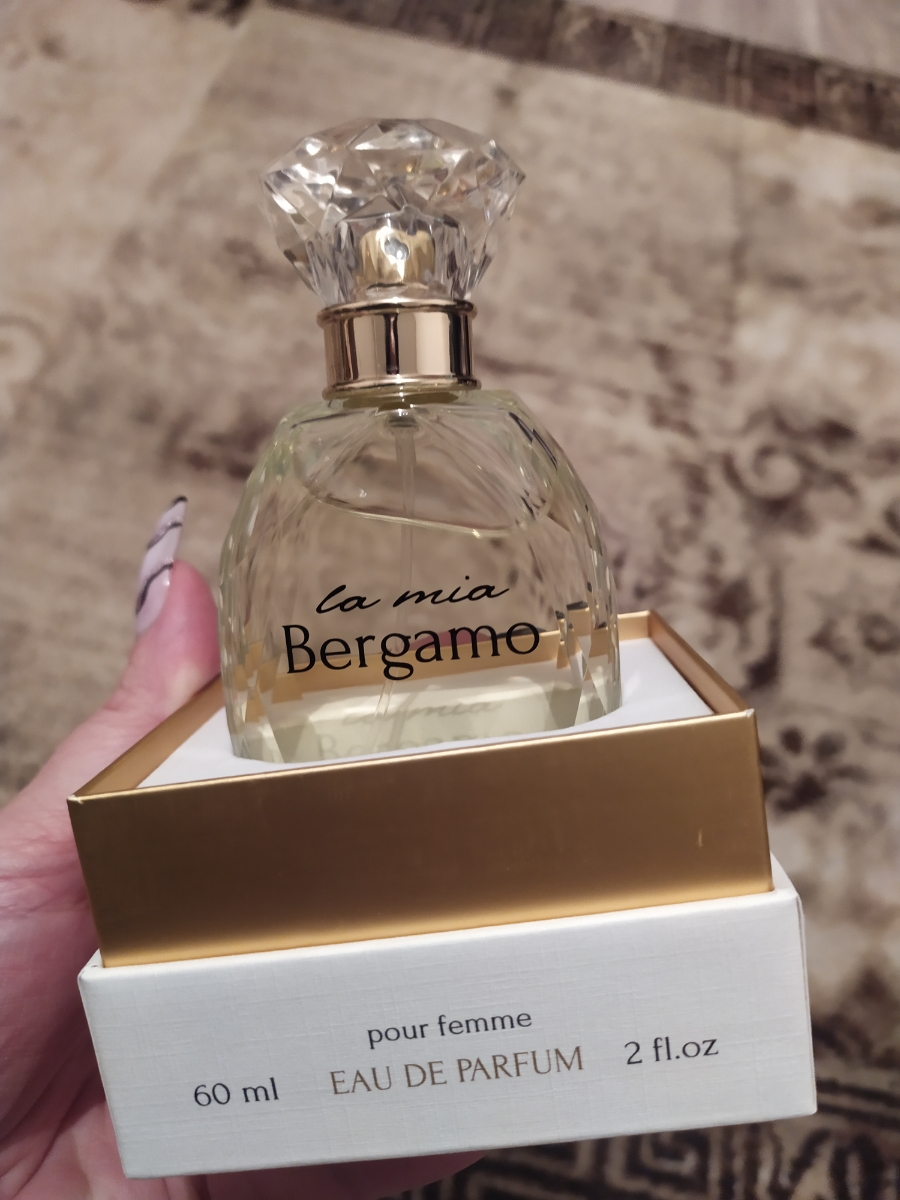 la mia
Bergamo
pour femme
60 ml EAU DE PARFUM 2 fl.oz